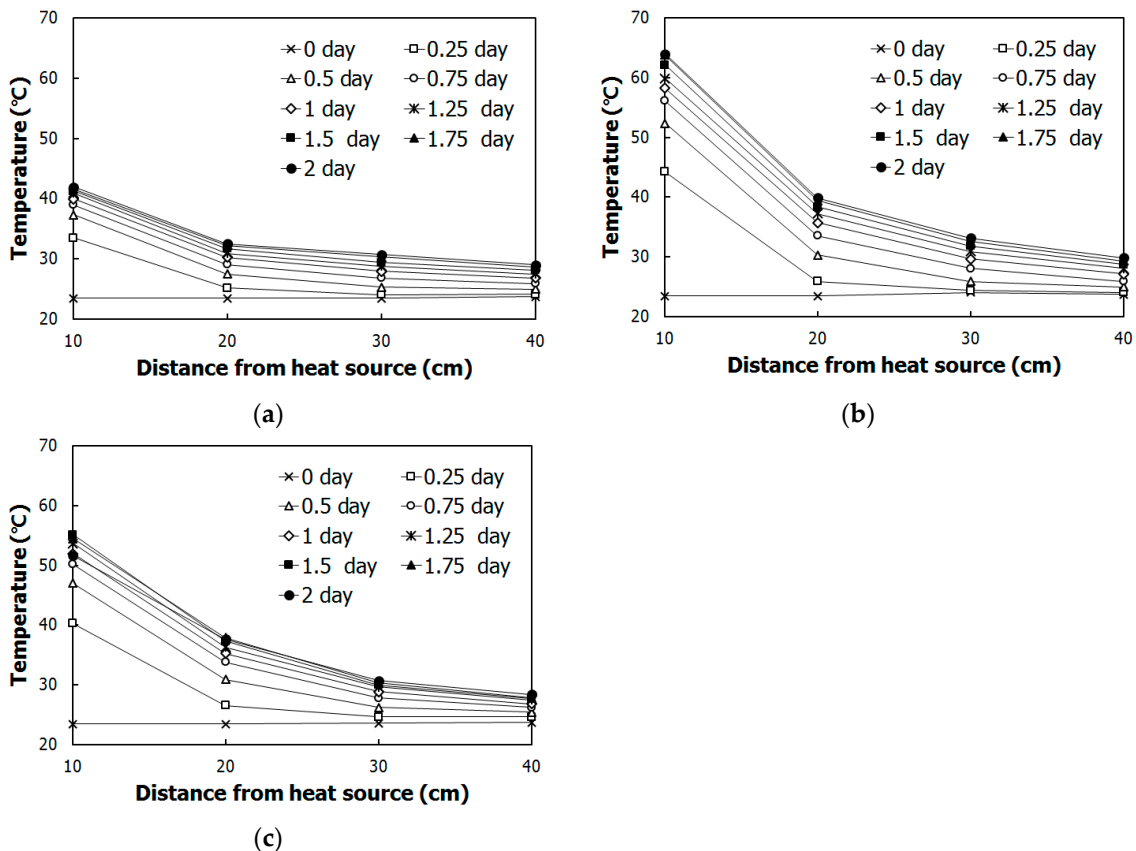 70
60
50
40
30
20
Temperature (℃)
0 day 0.25 day
0.5 day 0.75 day
1 day 1.25 day
1.5 day 1.75 day
2 day
10 20 30 40
Distance from heat source (cm)
(a)
70
60
50
40
30
20
Temperature (℃)
0 day 0.25 day
0.5 day 0.75 day
1 day 1.25 day
1.5 day 1.75 day
2 day
10 20 30 40
Distance from heat source (cm)
(b)
70
60
50
40
30
20
Temperature (℃)
0 day 0.25 day
0.5 day 0.75 day
1 day 1.25 day
1.5 day 1.75 day
2 day
10 20 30 40
Distance from heat source (cm)
(c)